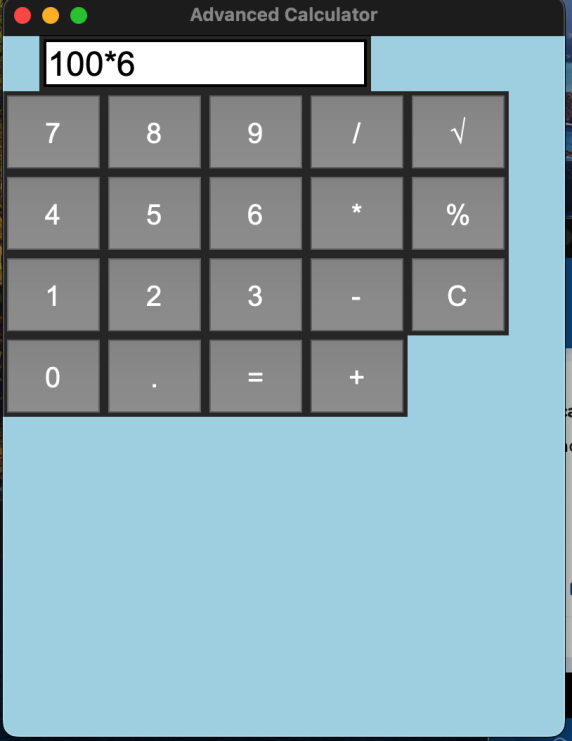 Advanced Calculator
100*6
7 8 9 / √
4 5 6 * %
1 2 3 - C
0 . = +